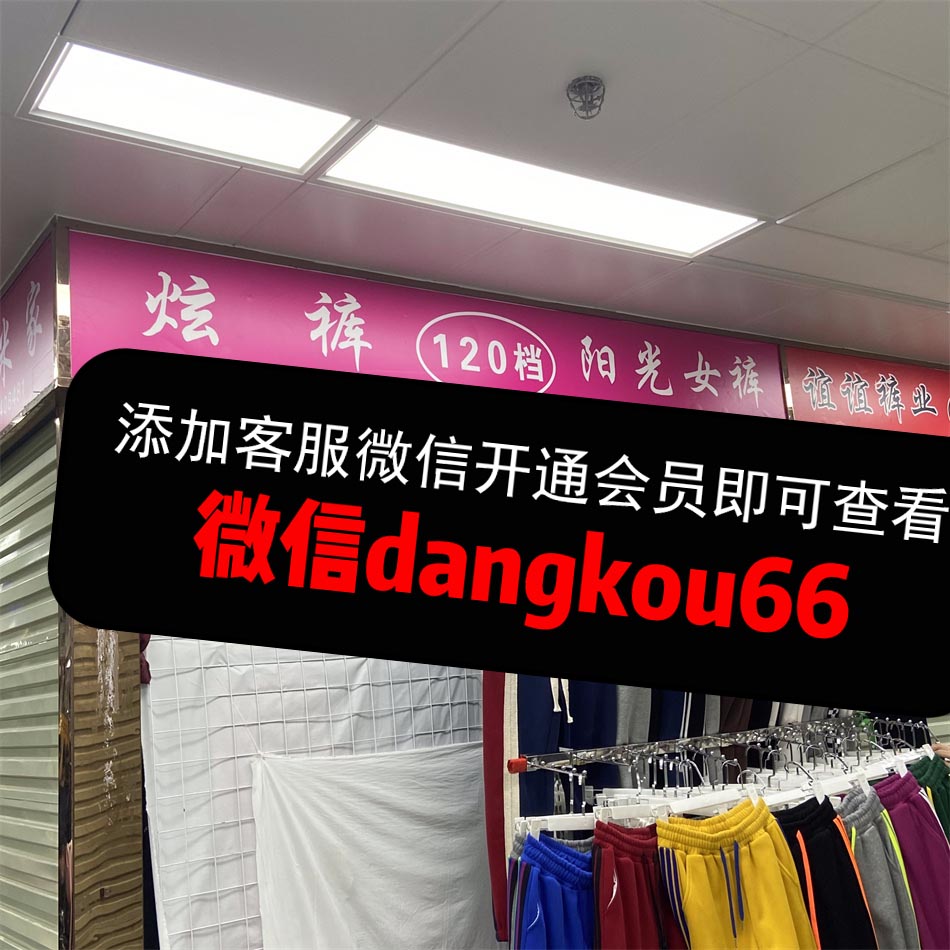 炫裤 120档 阳光女裤
谊谊裤业
添加客服微信开通会员即可查看
微信dangkou66